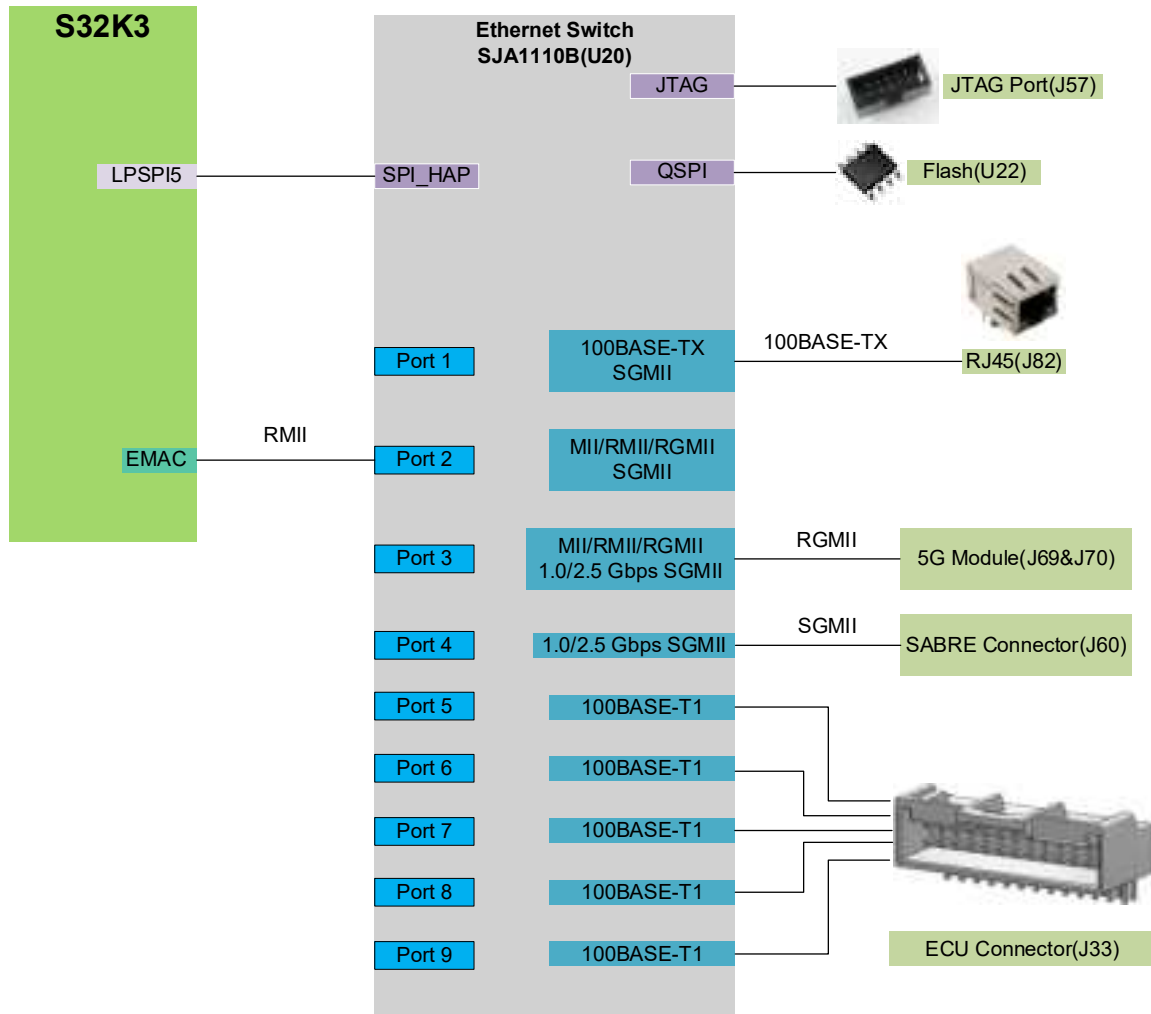 S32K3
Ethernet Switch
SJA1110B(U20)
JTAG
JTAG Port(J57)
LPSPI5
SPI_HAP
QSPI
Flash(U22)
Port 1
100BASE-TX
SGMII
100BASE-TX
RJ45(J82)
EMAC
RMII
Port 2
MII/RMII/RGMII
SGMII
Port 3
MII/RMII/RGMII
1.0/2.5 Gbps SGMII
RGMII
5G Module(J69&J70)
Port 4
1.0/2.5 Gbps SGMII
SGMII
SABRE Connector(J60)
Port 5
100BASE-T1
Port 6
100BASE-T1
Port 7
100BASE-T1
Port 8
100BASE-T1
Port 9
100BASE-T1
ECU Connector(J33)